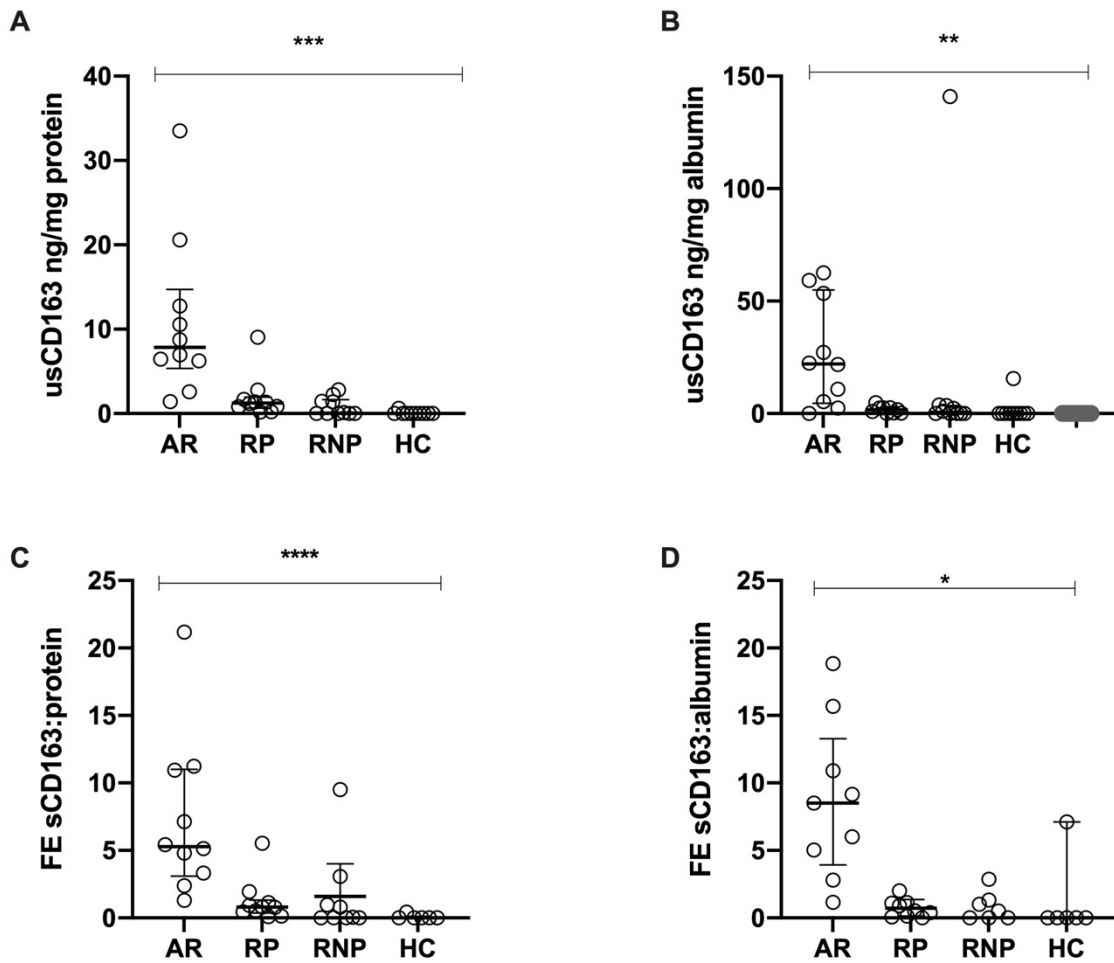 A
***
usCD163 ng/mg protein
40
30
20
10
0
AR RP RNP HC
B
**
usCD163 ng/mg albumin
150
100
50
0
AR RP RNP HC
C
****
FE sCD163:protein
25
20
15
10
5
0
AR RP RNP HC
D
*
FE sCD163:albumin
25
20
15
10
5
0
AR RP RNP HC